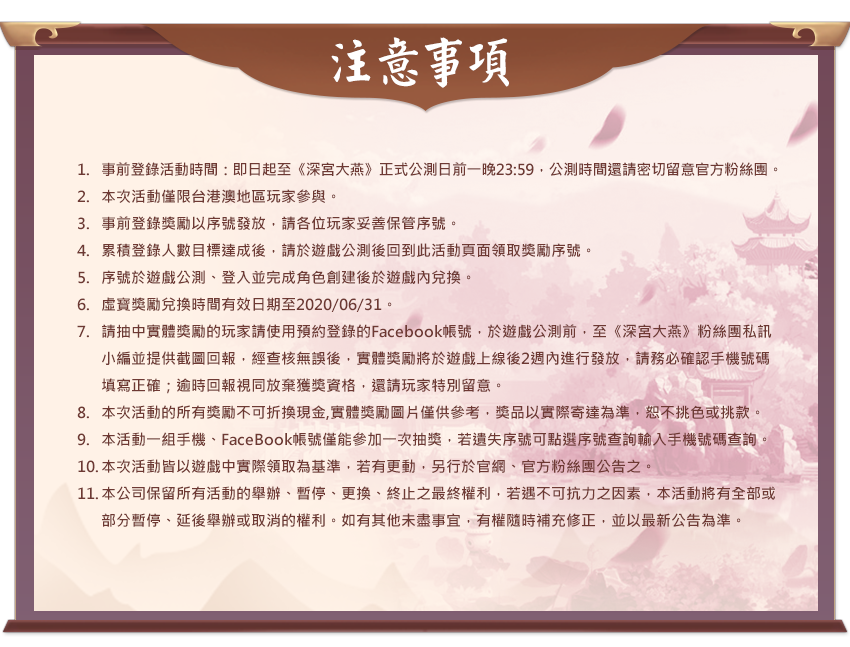 注意事項
1. 事前登錄活動時間：即日起至《深宮大燕》正式公測日前一晚23:59，公測時間還請密切留意官方粉絲團。
2. 本次活動僅限台港澳地區玩家參與。
3. 事前登錄獎勵以序號發放，請各位玩家妥善保管序號。
4. 累積登錄人數目標達成後，請於遊戲公測後回到此活動頁面領取獎勵序號。
5. 序號於遊戲公測、登入並完成角色創建後於遊戲內兌換。
6. 虛寶獎勵兌換時間有效日期至2020/06/31。
7. 請抽中實體獎勵的玩家請使用預約登錄的Facebook帳號，於遊戲公測前，至《深宮大燕》粉絲團私訊
小編並提供截圖回報，經查核無誤後，實體獎勵將於遊戲上線後2週內進行發放，請務必確認手機號碼
填寫正確；逾時回報視同放棄獲獎資格，還請玩家特別留意。
8. 本次活動的所有獎勵不可折換現金,實體獎勵圖片僅供參考，獎品以實際寄達為準，恕不挑色或挑款。
9. 本活動一組手機、FaceBook帳號僅能參加一次抽獎，若遺失序號可點選序號查詢輸入手機號碼查詢。
10. 本次活動皆以遊戲中實際領取為基準，若有更動，另行於官網、官方粉絲團公告之。
11. 本公司保留所有活動的舉辦、暫停、更換、終止之最終權利，若遇不可抗力之因素，本活動將有全部或
部分暫停、延後舉辦或取消的權利。如有其他未盡事宜，有權隨時補充修正，並以最新公告為準。